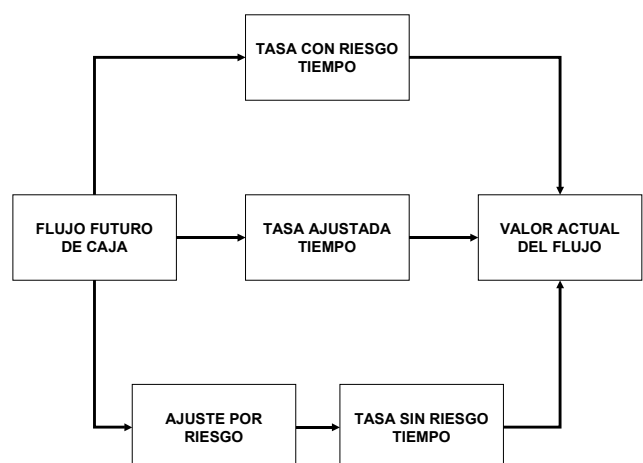 TASA CON RIESGO
TIEMPO
FLUJO FUTURO
DE CAJA
TASA AJUSTADA
TIEMPO
VALOR ACTUAL
DEL FLUJO
AJUSTE POR
RIESGO
TASA SIN RIESGO
TIEMPO